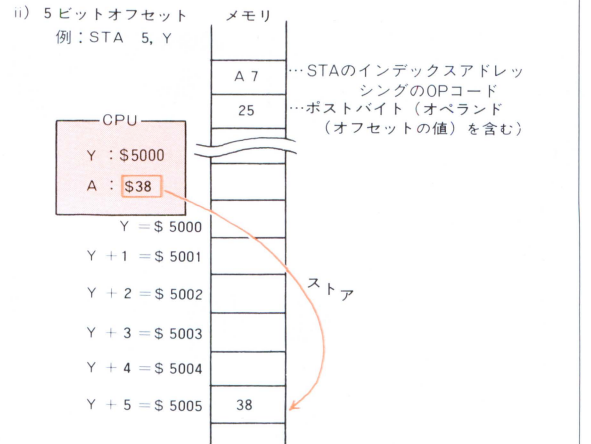 ii) 5ビットオフセット
例：STA 5, Y
メモリ
A 7
…STAのインデックスアドレッ
シングのOPコード
25
…ポストバイト（オペランド
（オフセットの値）を含む）
CPU
Y : $5000
A : $38
Y = $ 5000
Y + 1 = $ 5001
Y + 2 = $ 5002
Y + 3 = $ 5003
Y + 4 = $ 5004
Y + 5 = $ 5005
38
ストア